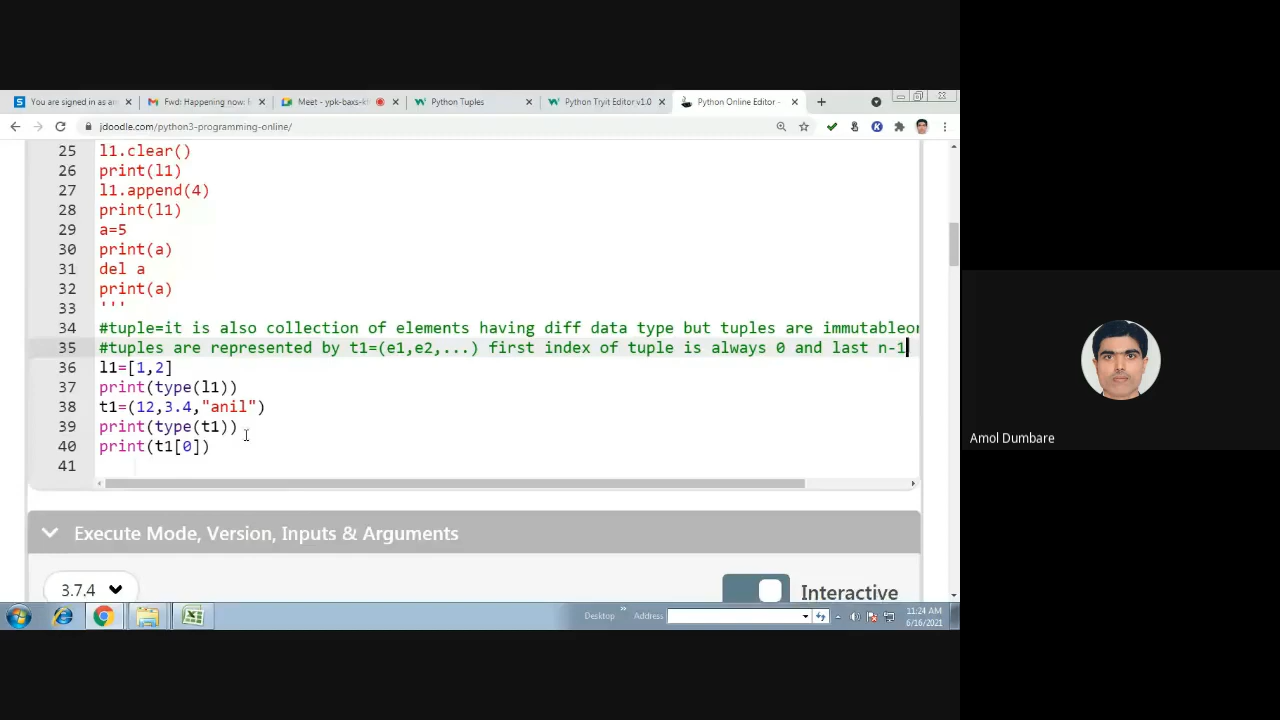 You are signed in as an
Fwd: Happening now: 
Meet - ypk-baxs-
Python Tuples
Python Tryit Editor v1.0
Python Online Editor -
jdoodle.com/python3-programming-online/
25 l1.clear()
26 print(l1)
27 l1.append(4)
28 print(l1)
29 a=5
30 print(a)
31 del a
32 print(a)
33 '''
34 #tuple=it is also collection of elements having diff data type but tuples are immutableor
35 #tuples are represented by t1=(e1,e2,...) first index of tuple is always 0 and last n-1
36 l1=[1,2]
37 print(type(l1))
38 t1=(12,3.4,"anil")
39 print(type(t1))
40 print(t1[0])
41
Execute Mode, Version, Inputs & Arguments
3.7.4
Interactive
Desktop
Address
11:24 AM
6/16/2021
Amol Dumbare